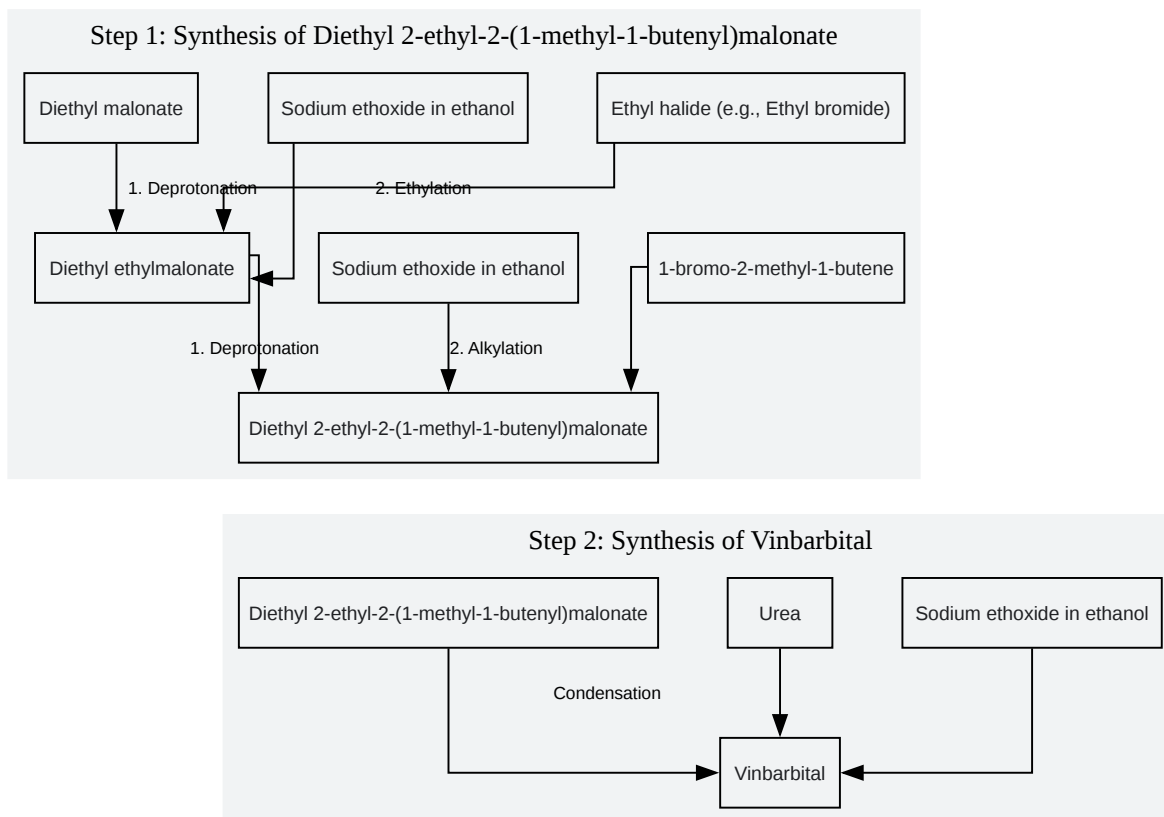 Step 1: Synthesis of Diethyl 2-ethyl-2-(1-methyl-1-butenyl)malonate
Diethyl malonate
Sodium ethoxide in ethanol
Ethyl halide (e.g., Ethyl bromide)
1. Deprotonation
2. Ethylation
Diethyl ethylmalonate
Sodium ethoxide in ethanol
1-bromo-2-methyl-1-butene
1. Deprotonation
2. Alkylation
Diethyl 2-ethyl-2-(1-methyl-1-butenyl)malonate
Step 2: Synthesis of Vinbarbital
Diethyl 2-ethyl-2-(1-methyl-1-butenyl)malonate
Urea
Sodium ethoxide in ethanol
Condensation
Vinbarbital